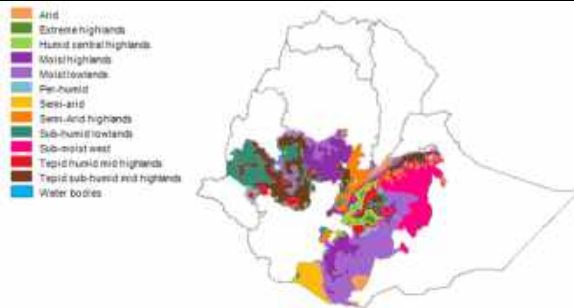 Arid
Extreme highlands
Humid central highlands
Moist highlands
Moist lowlands
Per-humid
Semi-arid
Semi-Arid highlands
Sub-humid lowlands
Sub-moist west
Tepid humid mid highlands
Tepid sub-humid mid highlands
Water bodies